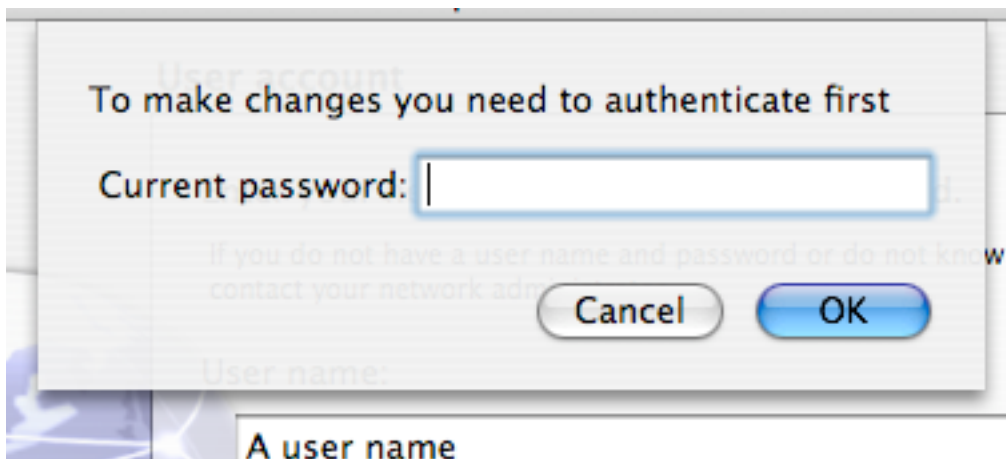 User account
To make changes you need to authenticate first
Current password:
d.
If you do not have a user name and password or do not know
contact your network
Cancel
OK
User name:
A user name